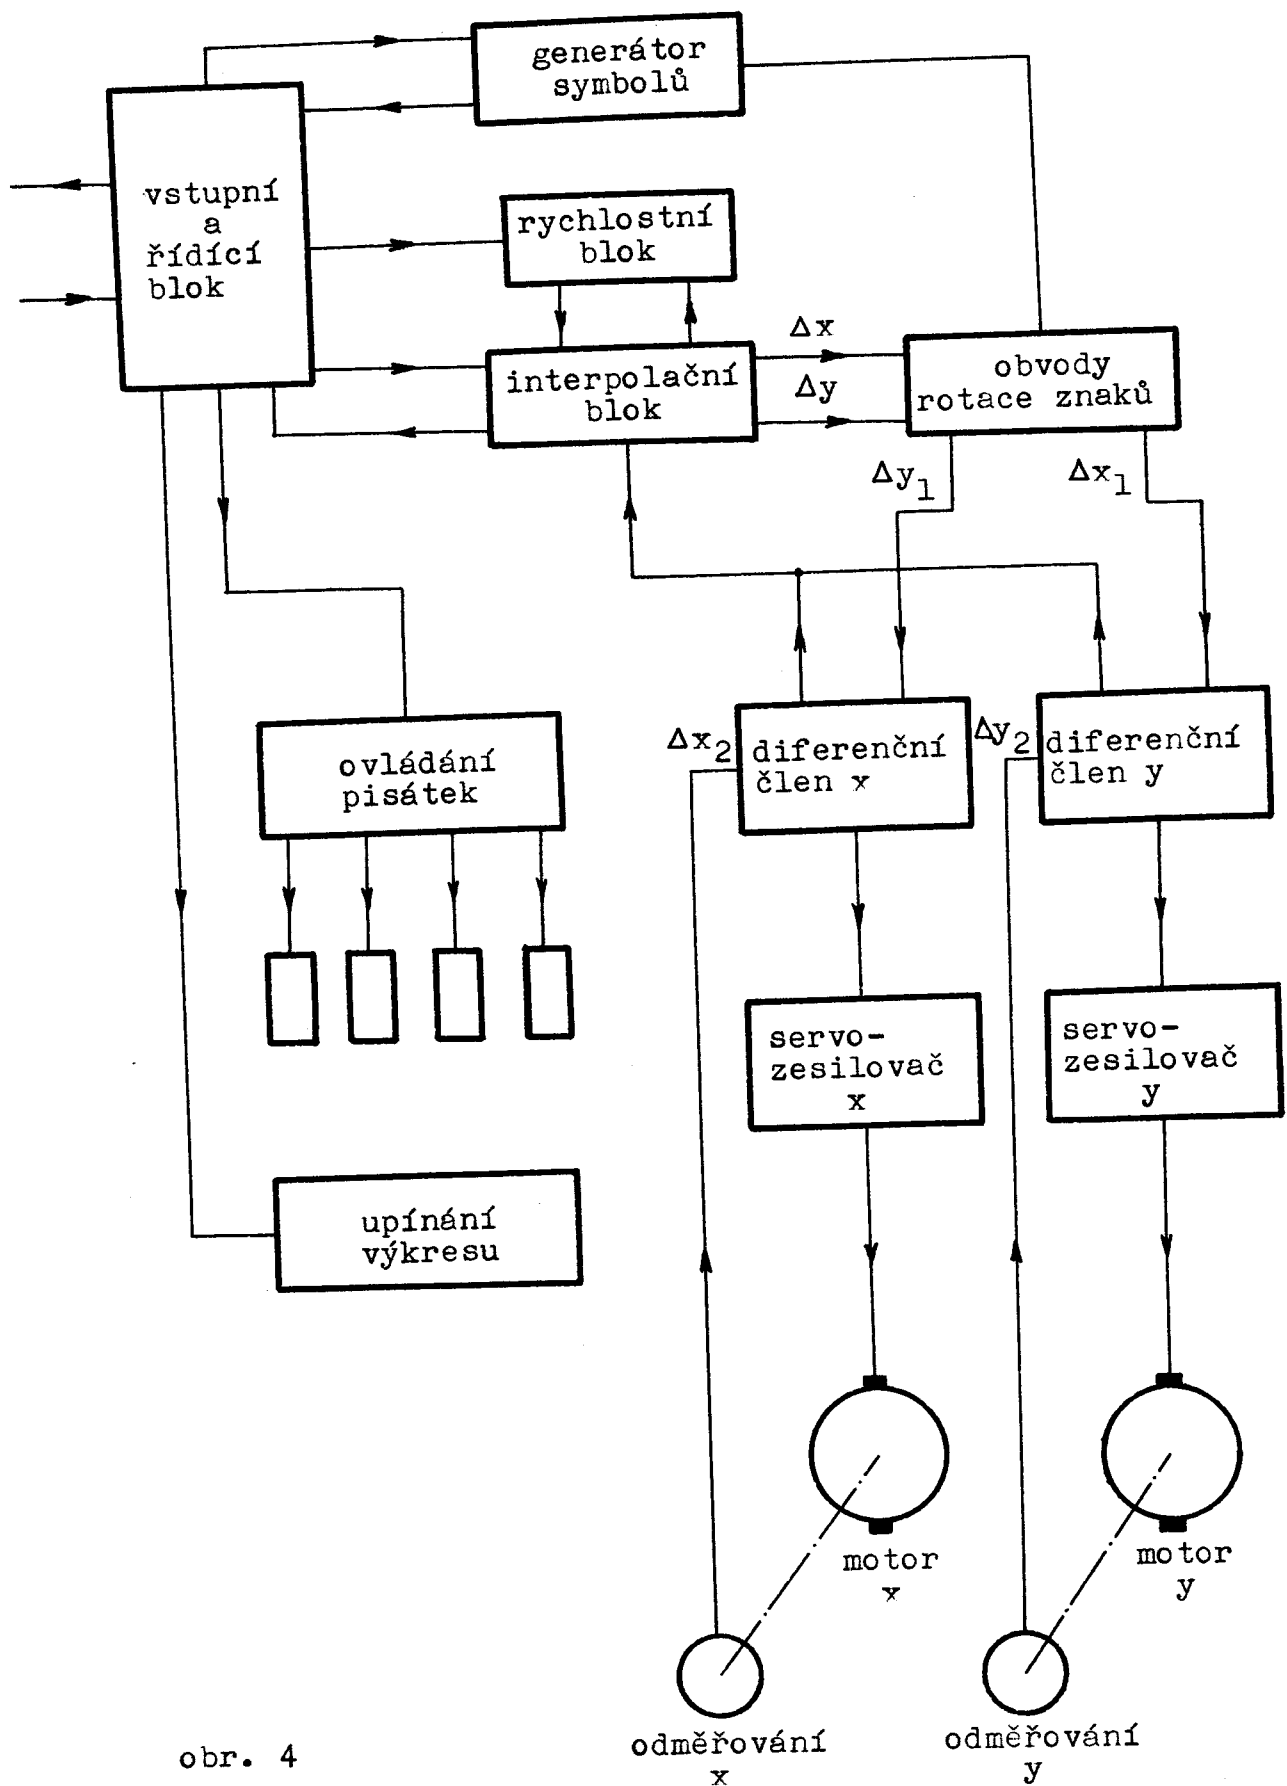 generátor
symbolů
vstupní
a
řídící
blok
rychlostní
blok
interpolační
blok
Δx
Δy
obvody
rotace znaků
Δy1
Δx1
ovládání
pisátek
Δx2
diferenční
člen x
Δy2
diferenční
člen y
servo-
zesilovač
x
servo-
zesilovač
y
upínání
výkresu
motor
x
motor
y
odměřování
x
odměřování
y
obr. 4